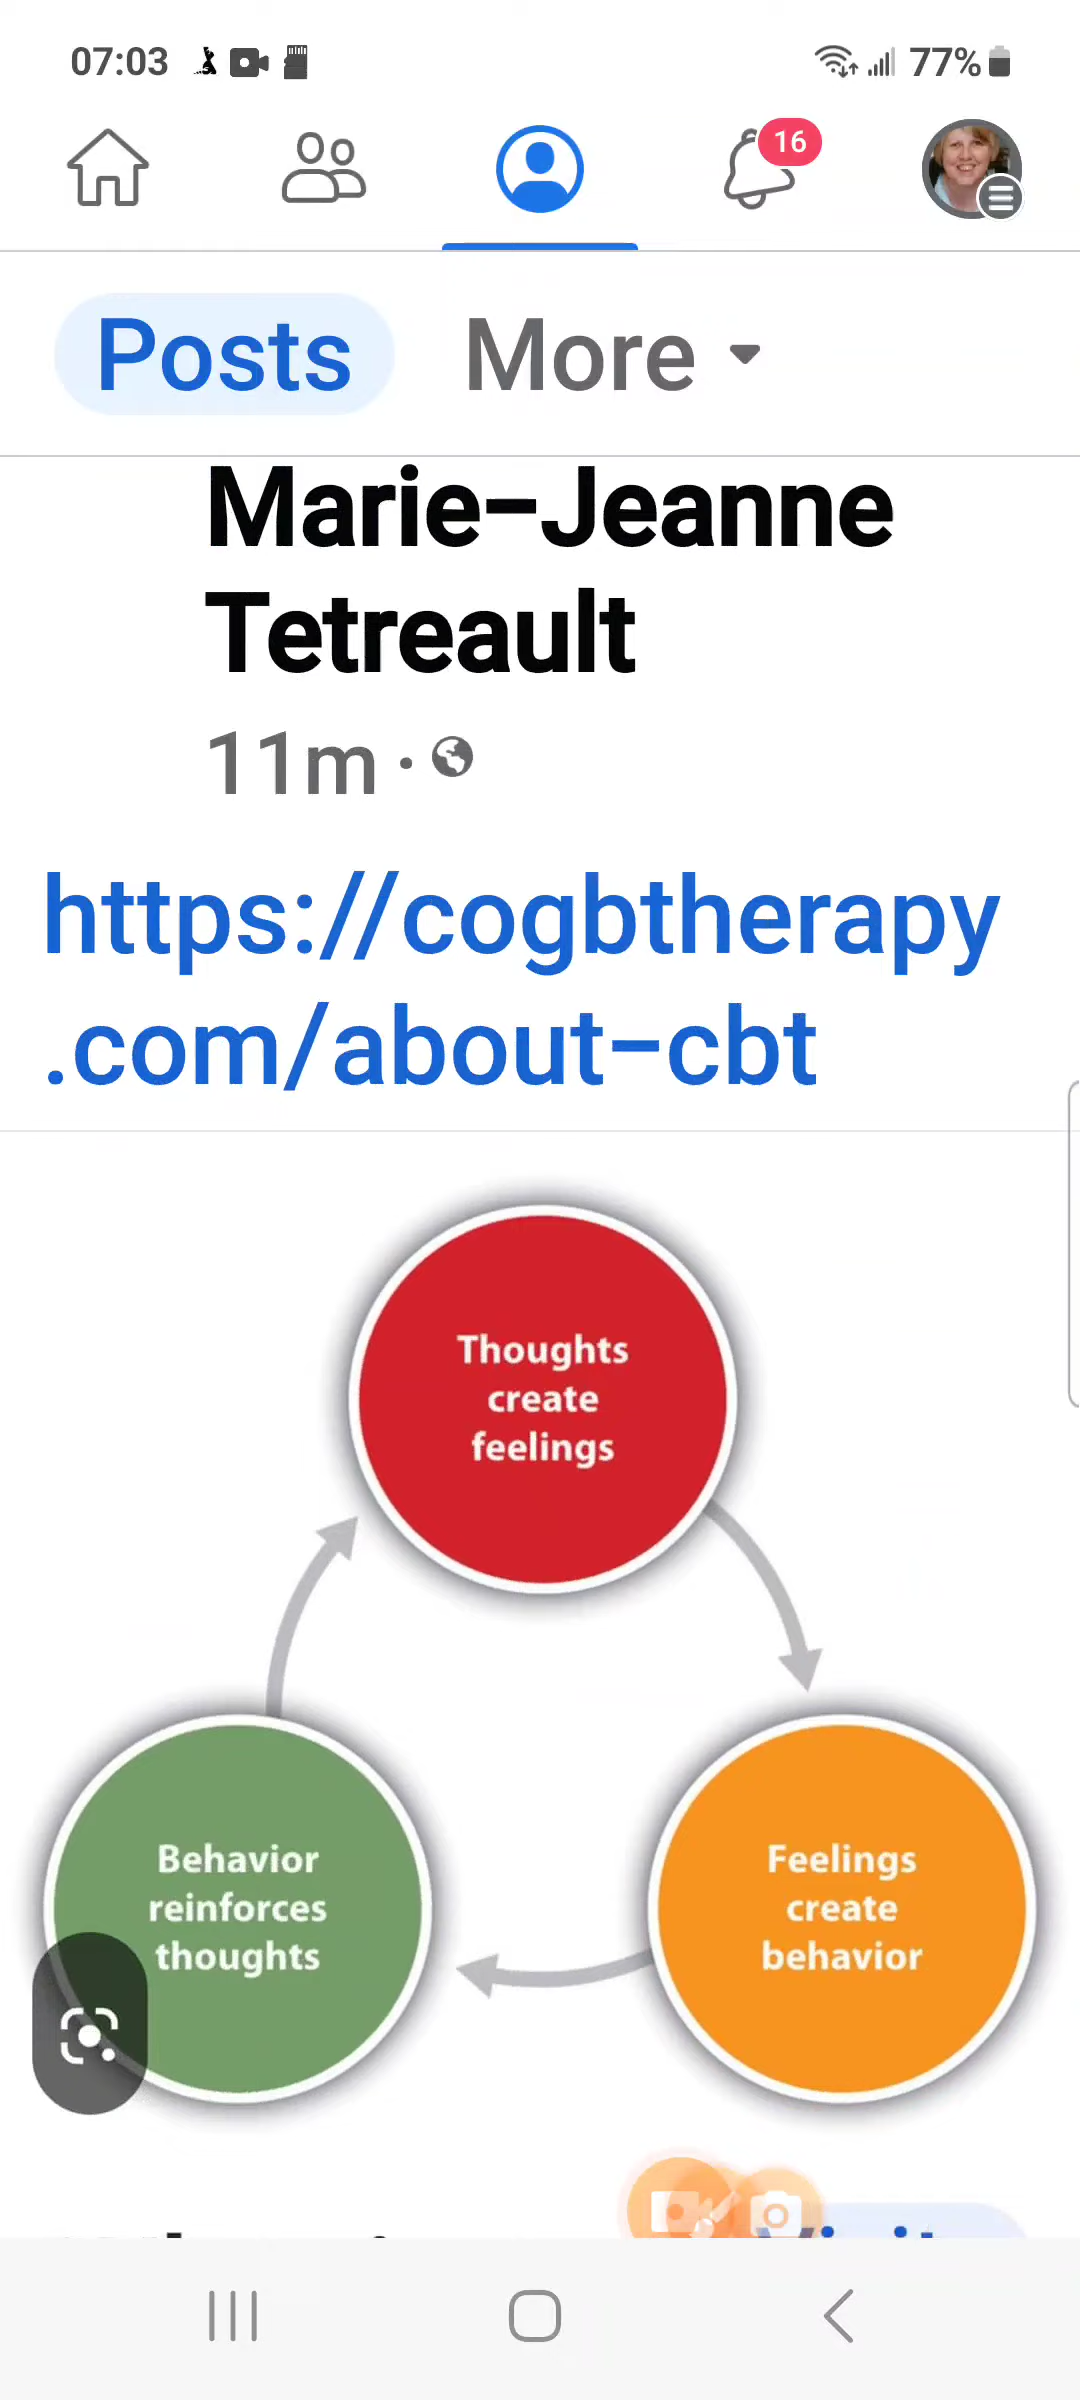 07:03
77%
16
Posts More
Marie-Jeanne
Tetreault
11m ·
https://cogbtherapy
.com/about-cbt
Thoughts
create
feelings
Behavior
reinforces
thoughts
Feelings
create
behavior